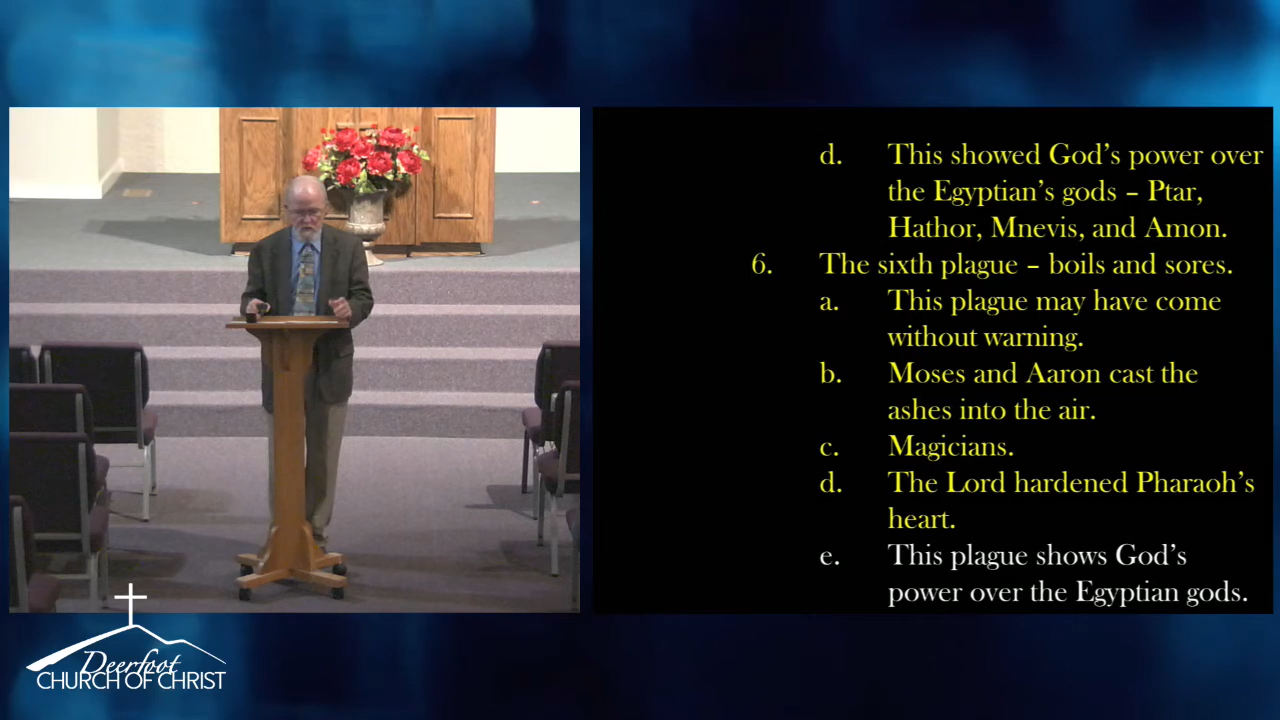 d. This showed God's power over
the Egyptian's gods – Ptar,
Hathor, Mnevis, and Amon.
6. The sixth plague – boils and sores.
a. This plague may have come
without warning.
b. Moses and Aaron cast the
ashes into the air.
c. Magicians.
d. The Lord hardened Pharaoh's
heart.
e. This plague shows God's
power over the Egyptian gods.
Deerfoot
CHURCH OF CHRIST